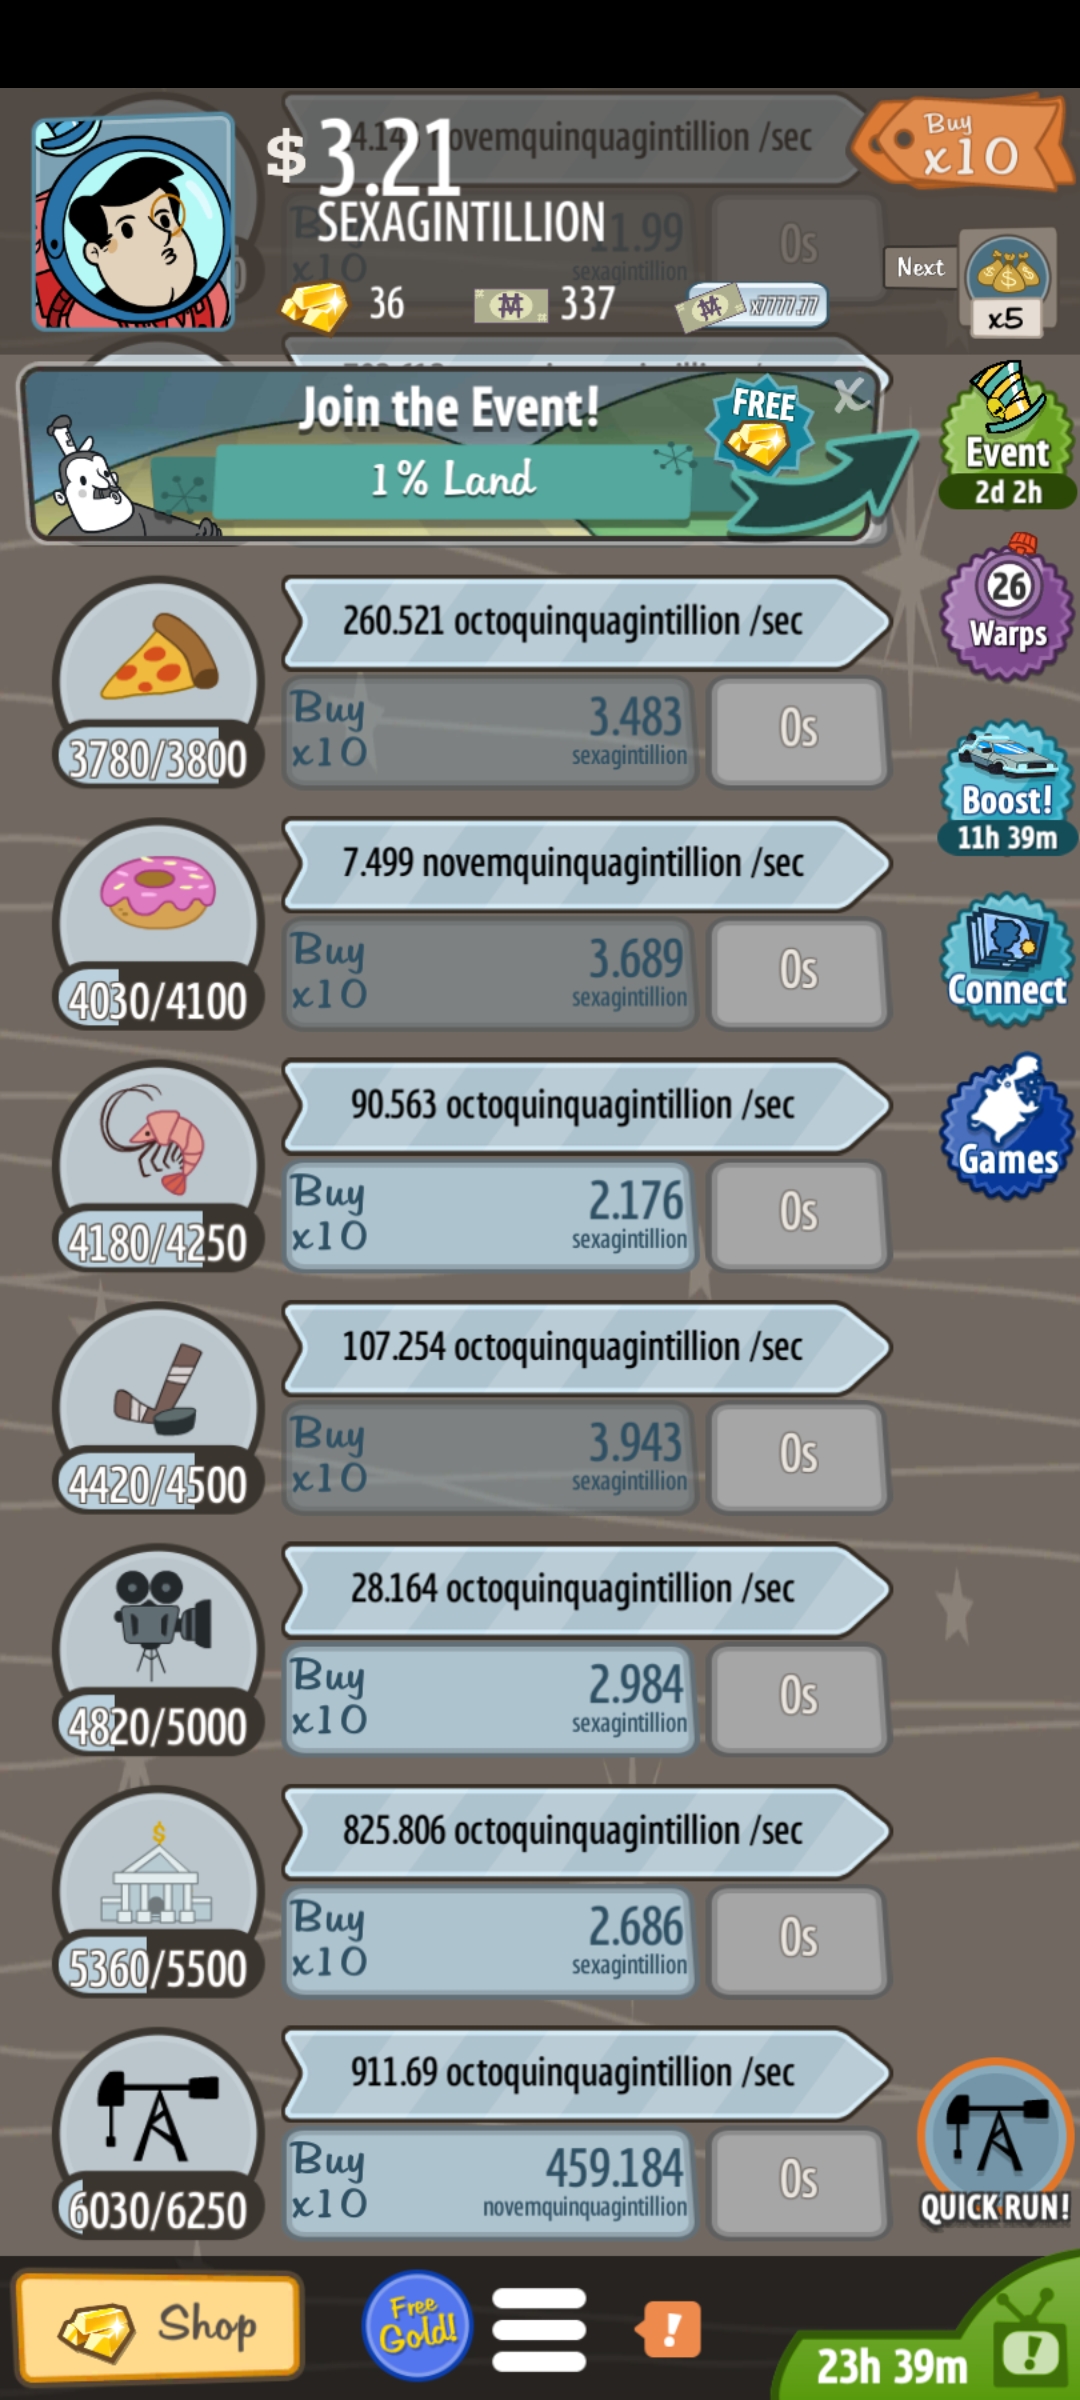 $ 3.21
SEXAGINTILLION
novemquinquagintillion /sec
Buy
x10
11.99
sexagintillion
x10
0s
36
337
x7777.77
Next
x5
Join the Event!
FREE
X
1% Land
Event
2d 2h
260.521 octoquinquagintillion /sec
26
Warps
Buy
x10
3.483
sexagintillion
0s
3780/3800
Boost!
11h 39m
7.499 novemquinquagintillion /sec
Buy
x10
3.689
sexagintillion
0s
4030/4100
Connect
90.563 octoquinquagintillion /sec
Games
Buy
x10
2.176
sexagintillion
0s
4180/4250
107.254 octoquinquagintillion /sec
Buy
x10
3.943
sexagintillion
0s
4420/4500
28.164 octoquinquagintillion /sec
Buy
x10
2.984
sexagintillion
0s
4820/5000
825.806 octoquinquagintillion /sec
Buy
x10
2.686
sexagintillion
0s
5360/5500
911.69 octoquinquagintillion /sec
Buy
x10
459.184
novemquinquagintillion
0s
6030/6250
QUICK RUN!
Shop
Free
Gold!
!
23h 39m
!